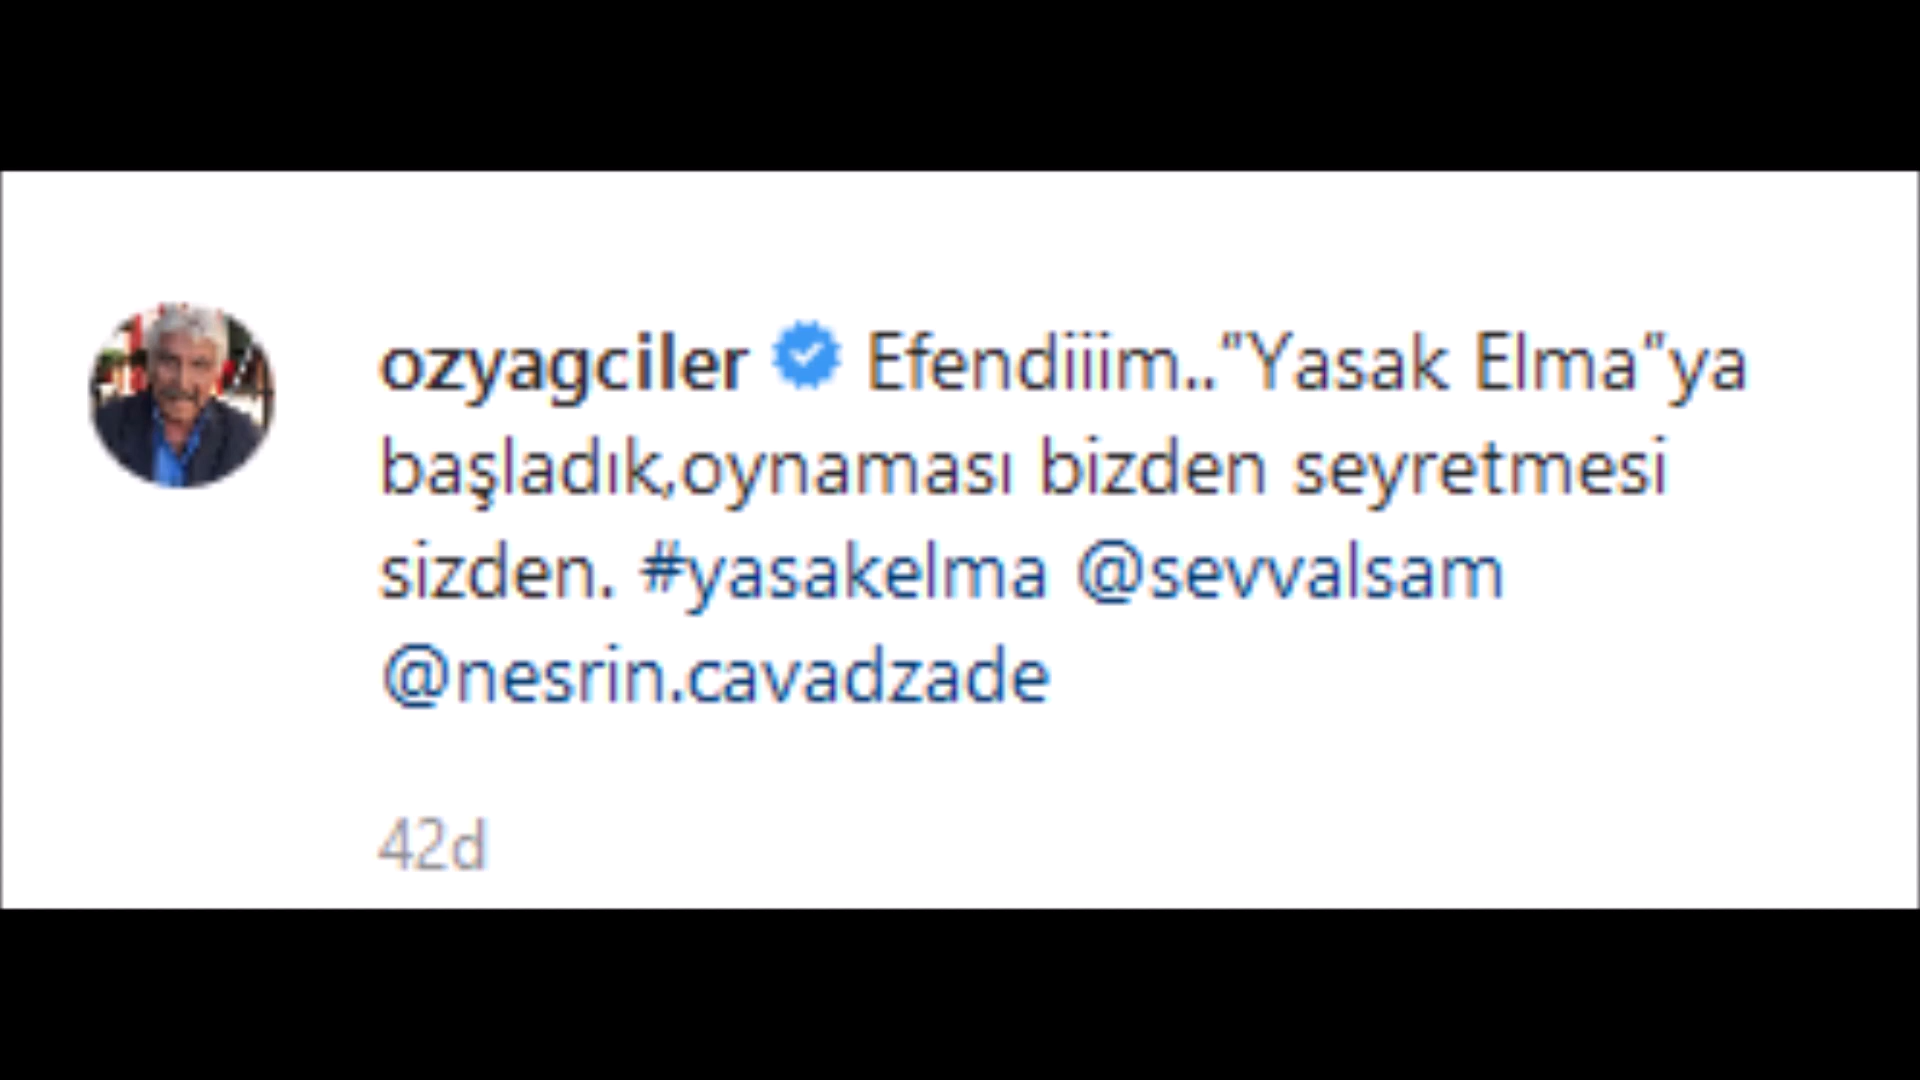 ozyagciler Efendiiim.."Yasak Elma"ya
başladık,oynaması bizden seyretmesi
sizden. #yasakelma @sevvalsam
@nesrin.cavadzade
42d